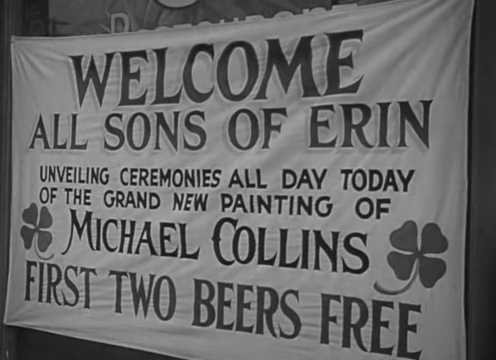 WELCOME
ALL SONS OF ERIN
UNVEILING CEREMONIES ALL DAY TODAY
OF THE GRAND NEW PAINTING OF
MICHAEL COLLINS
FIRST TWO BEERS FREE